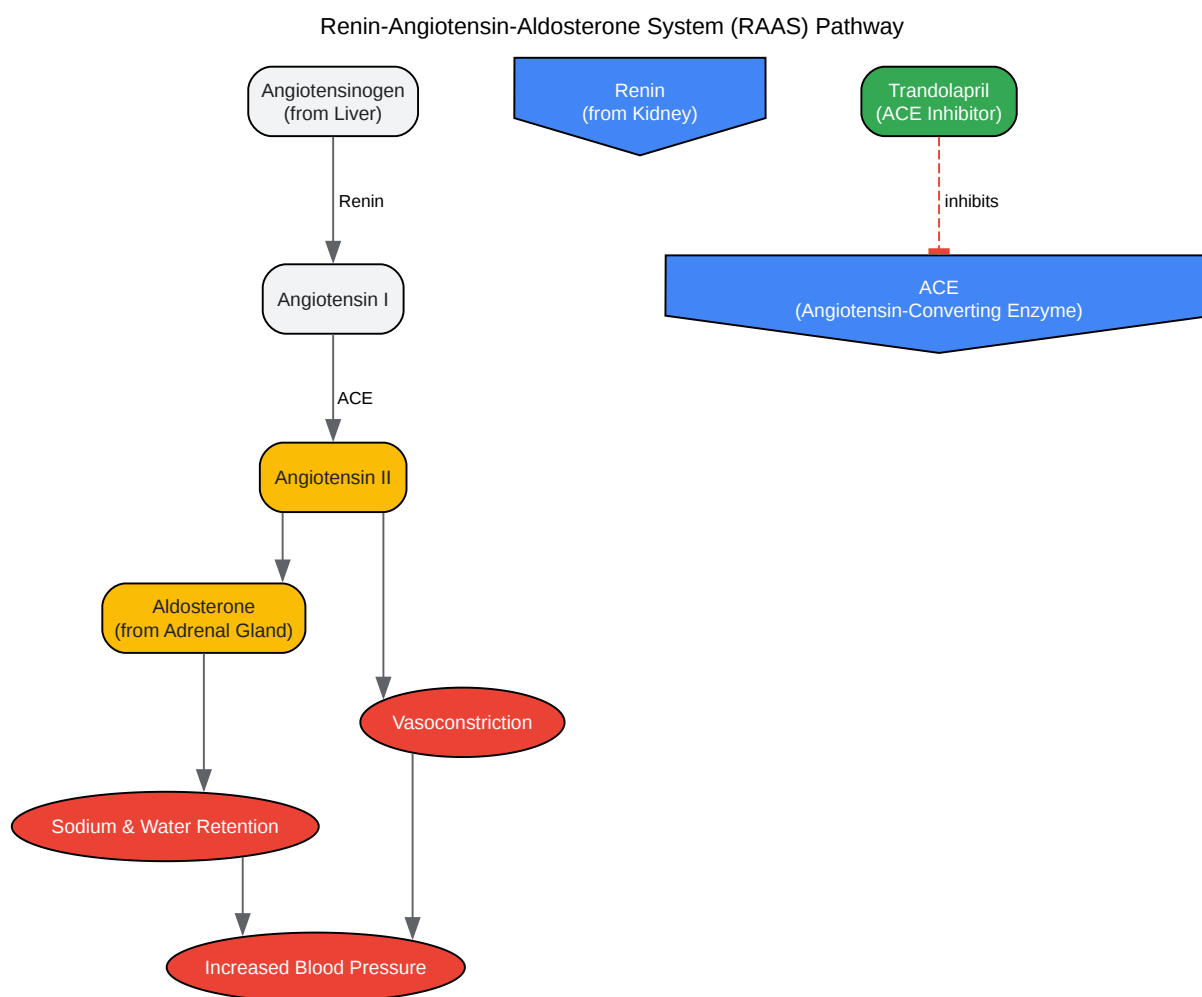 Renin-Angiotensin-Aldosterone System (RAAS) Pathway
Angiotensinogen
(from Liver)
Renin
(from Kidney)
Trandolapril
(ACE Inhibitor)
Renin
inhibits
Angiotensin I
ACE
(Angiotensin-Converting Enzyme)
ACE
Angiotensin II
Aldosterone
(from Adrenal Gland)
Vasoconstriction
Sodium & Water Retention
Increased Blood Pressure